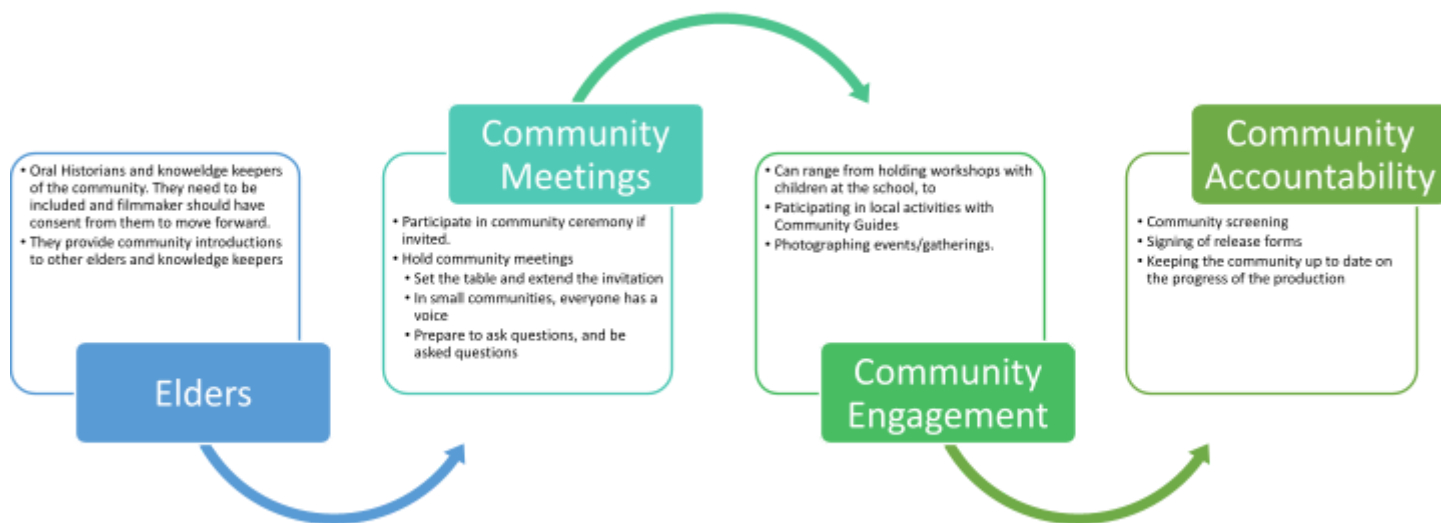 • Oral Historians and knoweldge keepers
of the community. They need to be
included and filmmaker should have
consent from them to move forward.
• They provide community introductions
to other elders and knowledge keepers
Elders
Community
Meetings
• Participate in community ceremony if
invited.
• Hold community meetings
• Set the table and extend the invitation
• In small communities, everyone has a
voice
• Prepare to ask questions, and be
asked questions
• Can range from holding workshops with
children at the school, to
• Paticipating in local activities with
Community Guides
• Photographing events/gatherings.
Community
Engagement
Community
Accountability
• Community screening
• Signing of release forms
• Keeping the community up to date on
the progress of the production